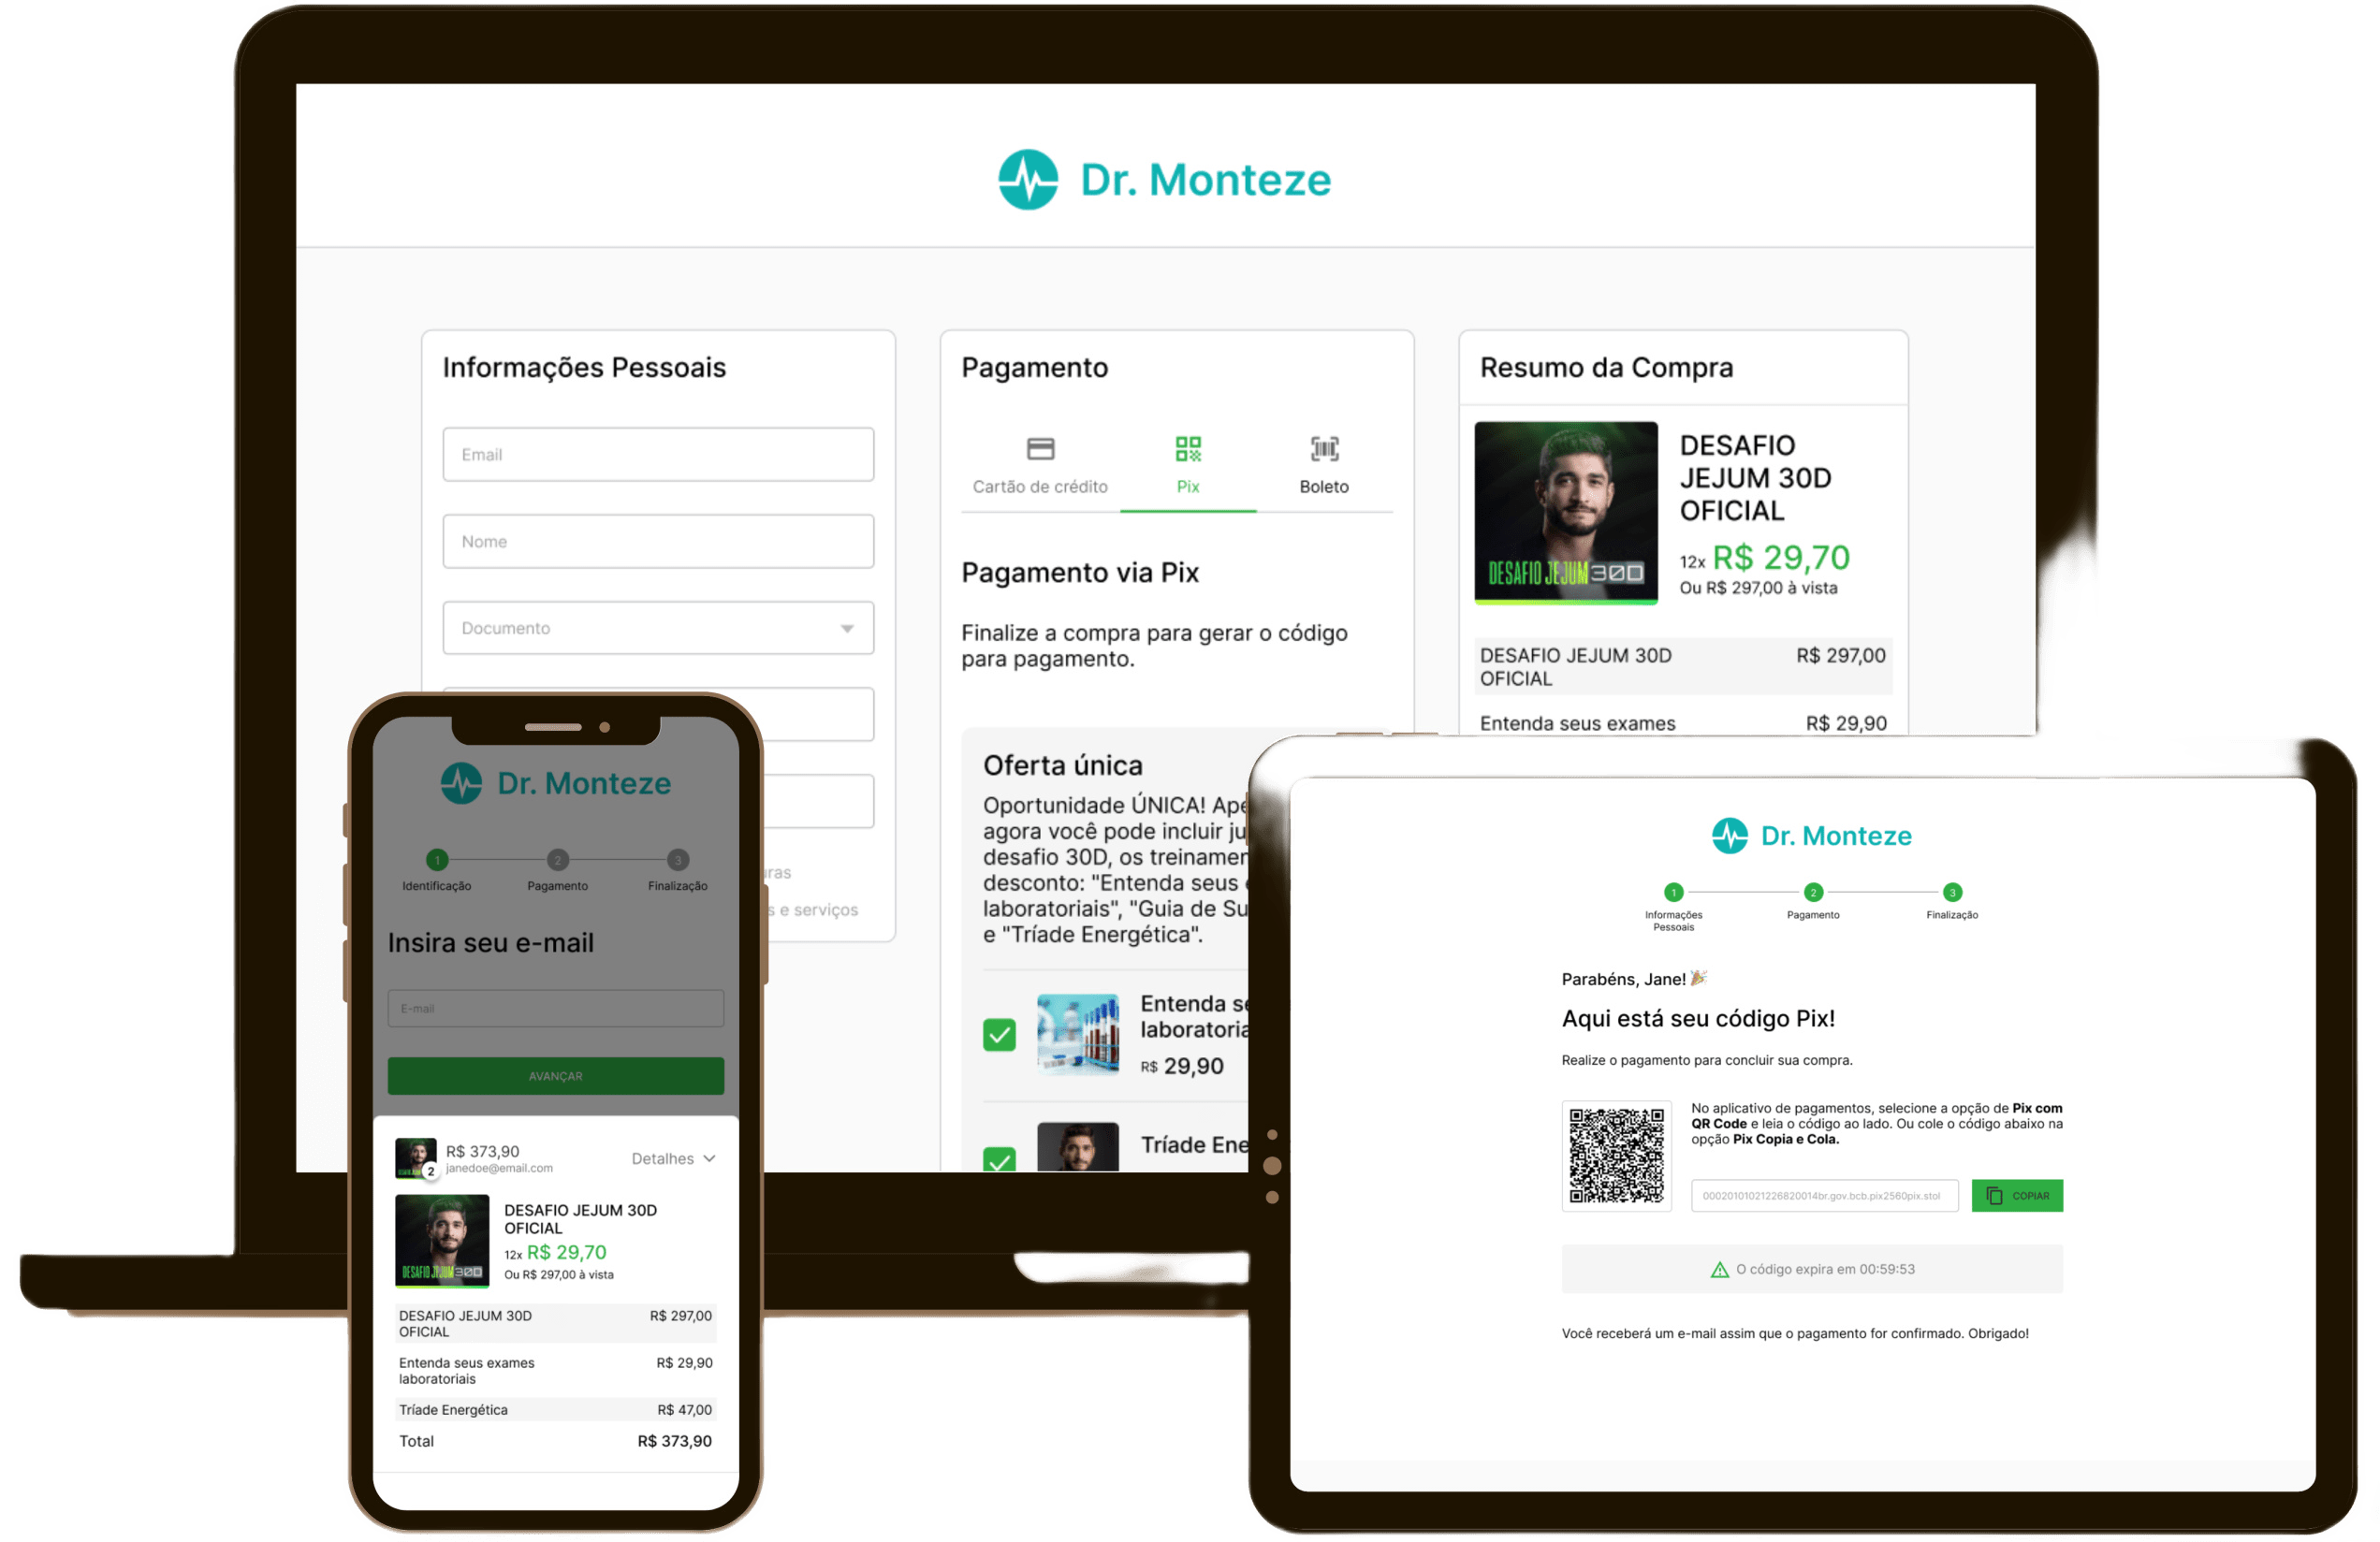 Dr. Monteze
Informações Pessoais
Email
Nome
Documento
uras
s e serviços
Pagamento
Cartão de crédito
Pix
Boleto
Pagamento via Pix
Finalize a compra para gerar o código
para pagamento.
Oferta única
Oportunidade ÚNICA! Ape
agora você pode incluir ju
desafio 30D, os treinamen
desconto: "Entenda seus
laboratoriais", "Guia de Su
e "Tríade Energética".
Entenda se
laboratoria
R$ 29,90
Tríade Ene
Resumo da Compra
DESAFIO JEJUM 30D
DESAFIO
JEJUM 30D
OFICIAL
12x R$ 29,70
Ou R$ 297,00 à vista
DESAFIO JEJUM 30D R$ 297,00
OFICIAL
Entenda seus exames R$ 29,90
Dr. Monteze
1 2 3
Identificação Pagamento Finalização
Insira seu e-mail
E-mail
AVANÇAR
R$ 373,90
2 janedoe@email.com
Detalhes
DESAFIO JEJUM 30D
DESAFIO JEJUM 30D
OFICIAL
12x R$ 29,70
Ou R$ 297,00 à vista
DESAFIO JEJUM 30D R$ 297,00
OFICIAL
Entenda seus exames R$ 29,90
laboratoriais
Tríade Energética R$ 47,00
Total R$ 373,90
Dr. Monteze
1 2 3
Informações Pagamento Finalização
Pessoais
Parabéns, Jane!
Aqui está seu código Pix!
Realize o pagamento para concluir sua compra.
No aplicativo de pagamentos, selecione a opção de Pix com
QR Code e leia o código ao lado. Ou cole o código abaixo na
opção Pix Copia e Cola.
00020101021226820014br.gov.bcb.pix2560pix.stol
COPIAR
O código expira em 00:59:53
Você receberá um e-mail assim que o pagamento for confirmado. Obrigado!